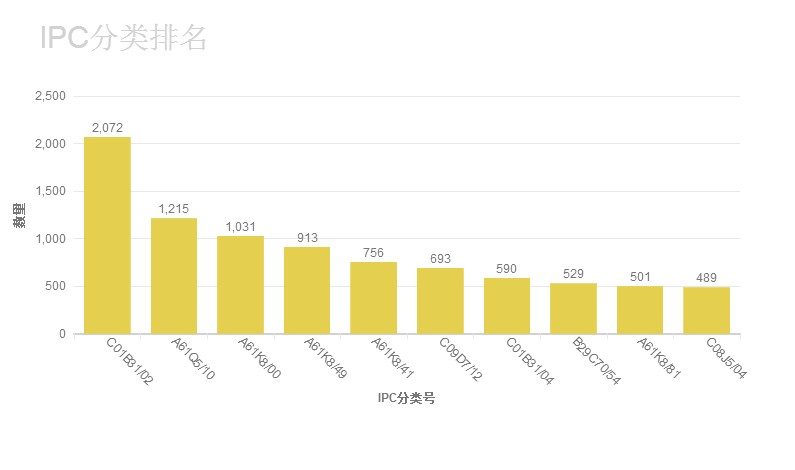 IPC分类排名
2,500
2,000
1,500
1,000
500
0
数量
2,072
1,215
1,031
913
756
693
590
529
501
489
C01B31/02
A61Q5/10
A61K8/00
A61K8/49
A61K8/41
C09D7/12
C01B31/04
B29C70/54
A61K8/81
C08J5/04
IPC分类号